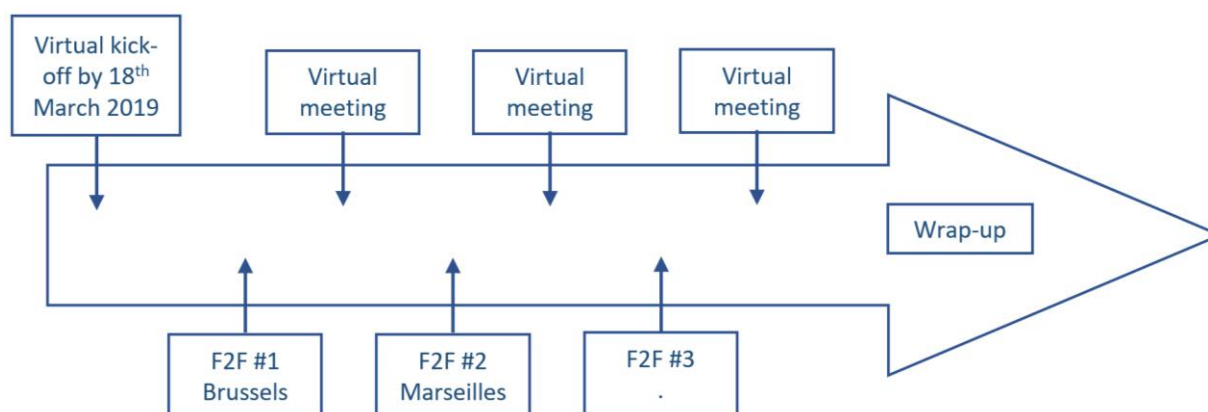 Virtual kick-
off by 18th
March 2019
Virtual
meeting
Virtual
meeting
Virtual
meeting
Wrap-up
F2F #1
Brussels
F2F #2
Marseilles
F2F #3
.